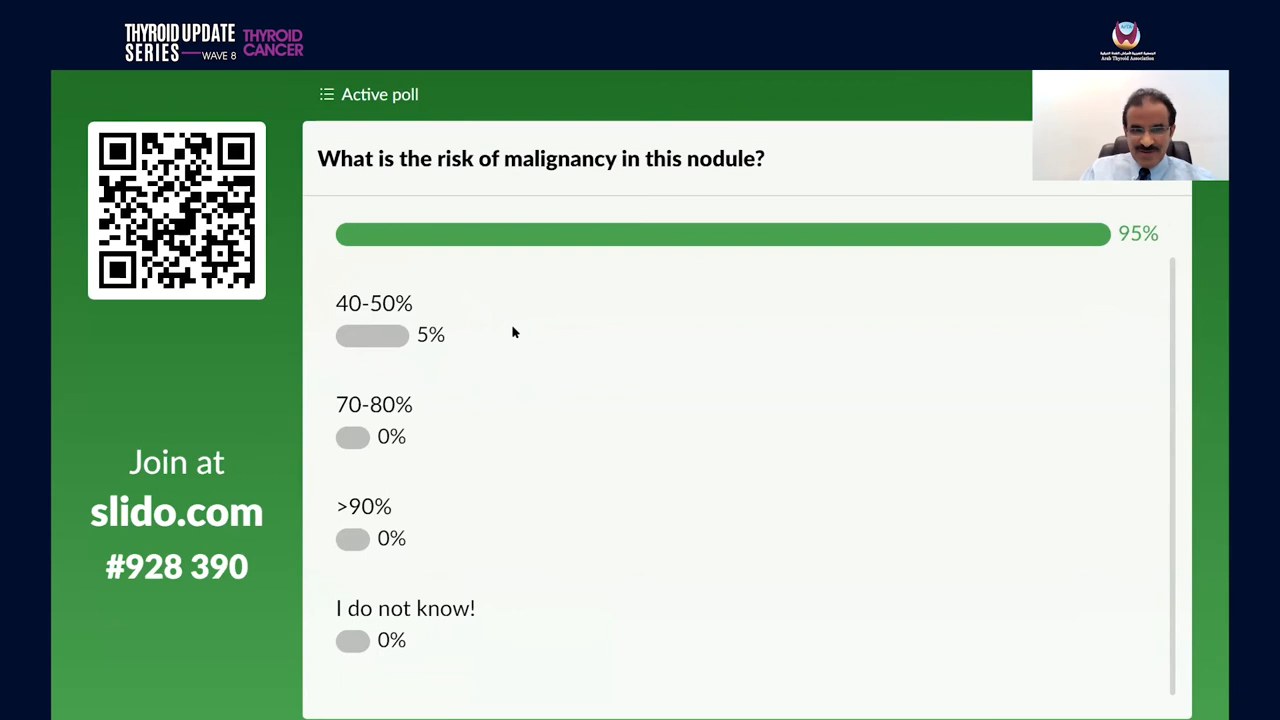 THYROID UPDATE
SERIES WAVE 8
THYROID
CANCER
Arab Thyroid Association
Active poll
What is the risk of malignancy in this nodule?
95%
40-50%
5%
70-80%
0%
>90%
0%
I do not know!
0%
Join at
slido.com
#928 390